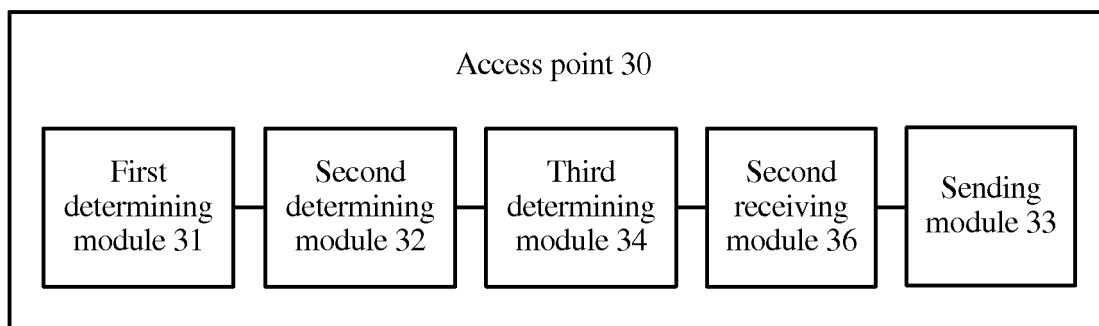 Access point 30
First
determining
module 31
Second
determining
module 32
Third
determining
module 34
Second
receiving
module 36
Sending
module 33